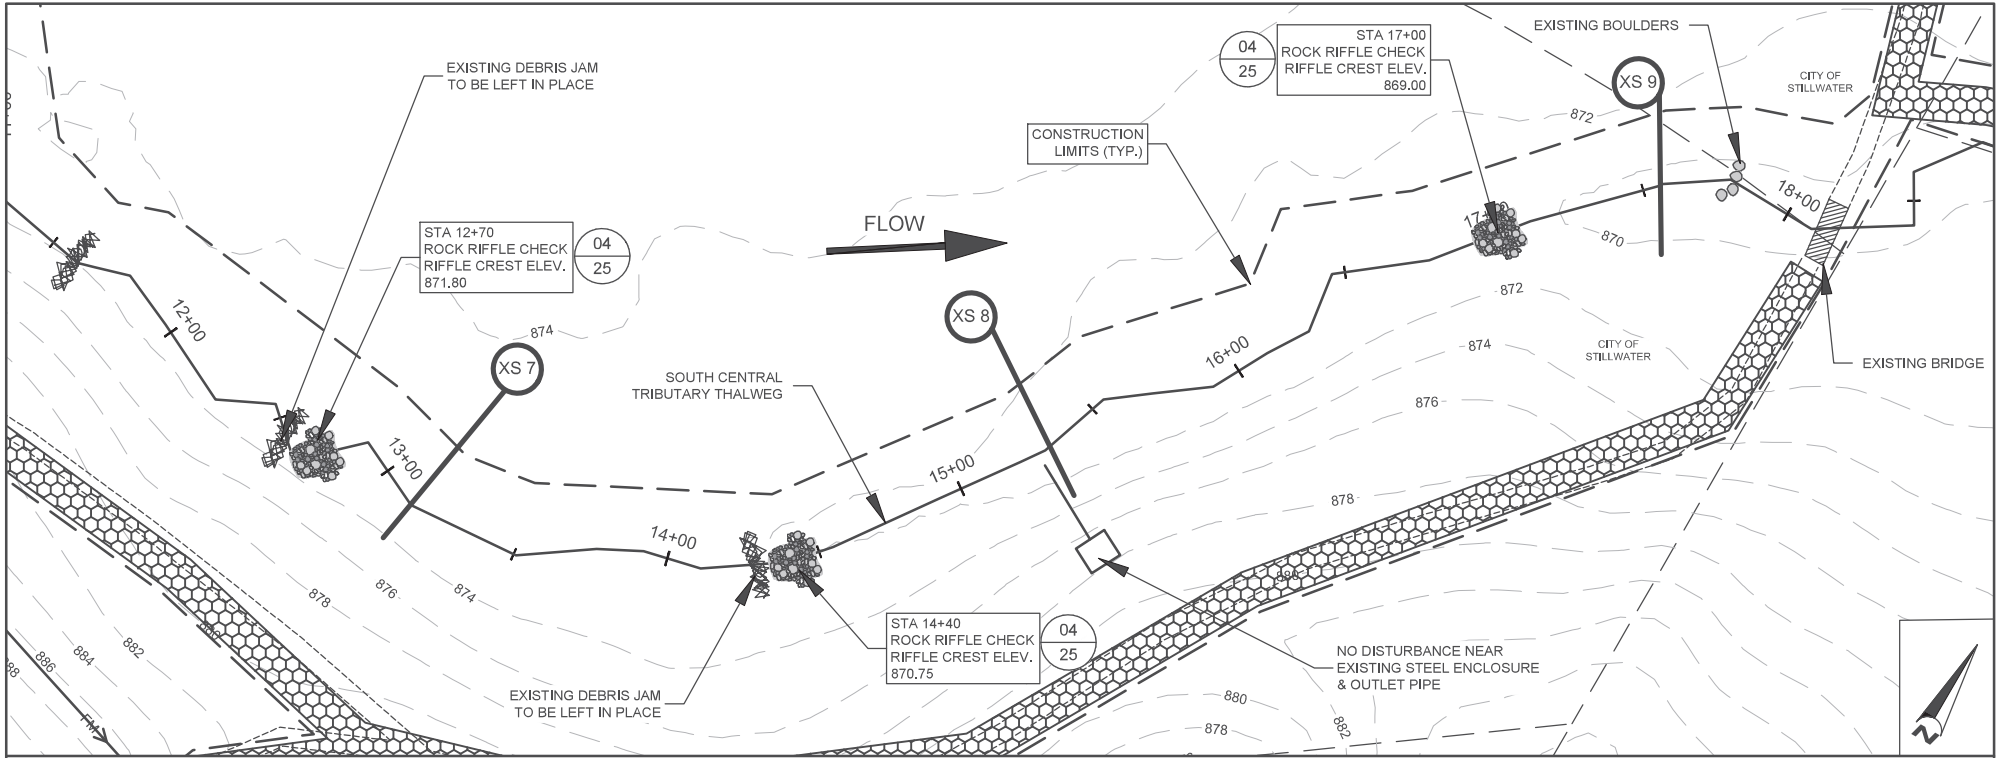 EXISTING DEBRIS JAM
TO BE LEFT IN PLACE
04
25
STA 17+00
ROCK RIFFLE CHECK
RIFFLE CREST ELEV.
869.00
EXISTING BOULDERS
XS 9
CITY OF
STILLWATER
872
CONSTRUCTION
LIMITS (TYP.)
STA 12+70
ROCK RIFFLE CHECK
RIFFLE CREST ELEV.
871.80
04
25
FLOW
18+00
870
12+00
874
XS 7
XS 8
872
874
16+00
CITY OF
STILLWATER
EXISTING BRIDGE
SOUTH CENTRAL
TRIBUTARY THALWEG
876
13+00
15+00
878
14+00
880
878
876
874
STA 14+40
ROCK RIFFLE CHECK
RIFFLE CREST ELEV.
870.75
04
25
NO DISTURBANCE NEAR
EXISTING STEEL ENCLOSURE
& OUTLET PIPE
882
884
886
EXISTING DEBRIS JAM
TO BE LEFT IN PLACE
880
878
882
FM
N